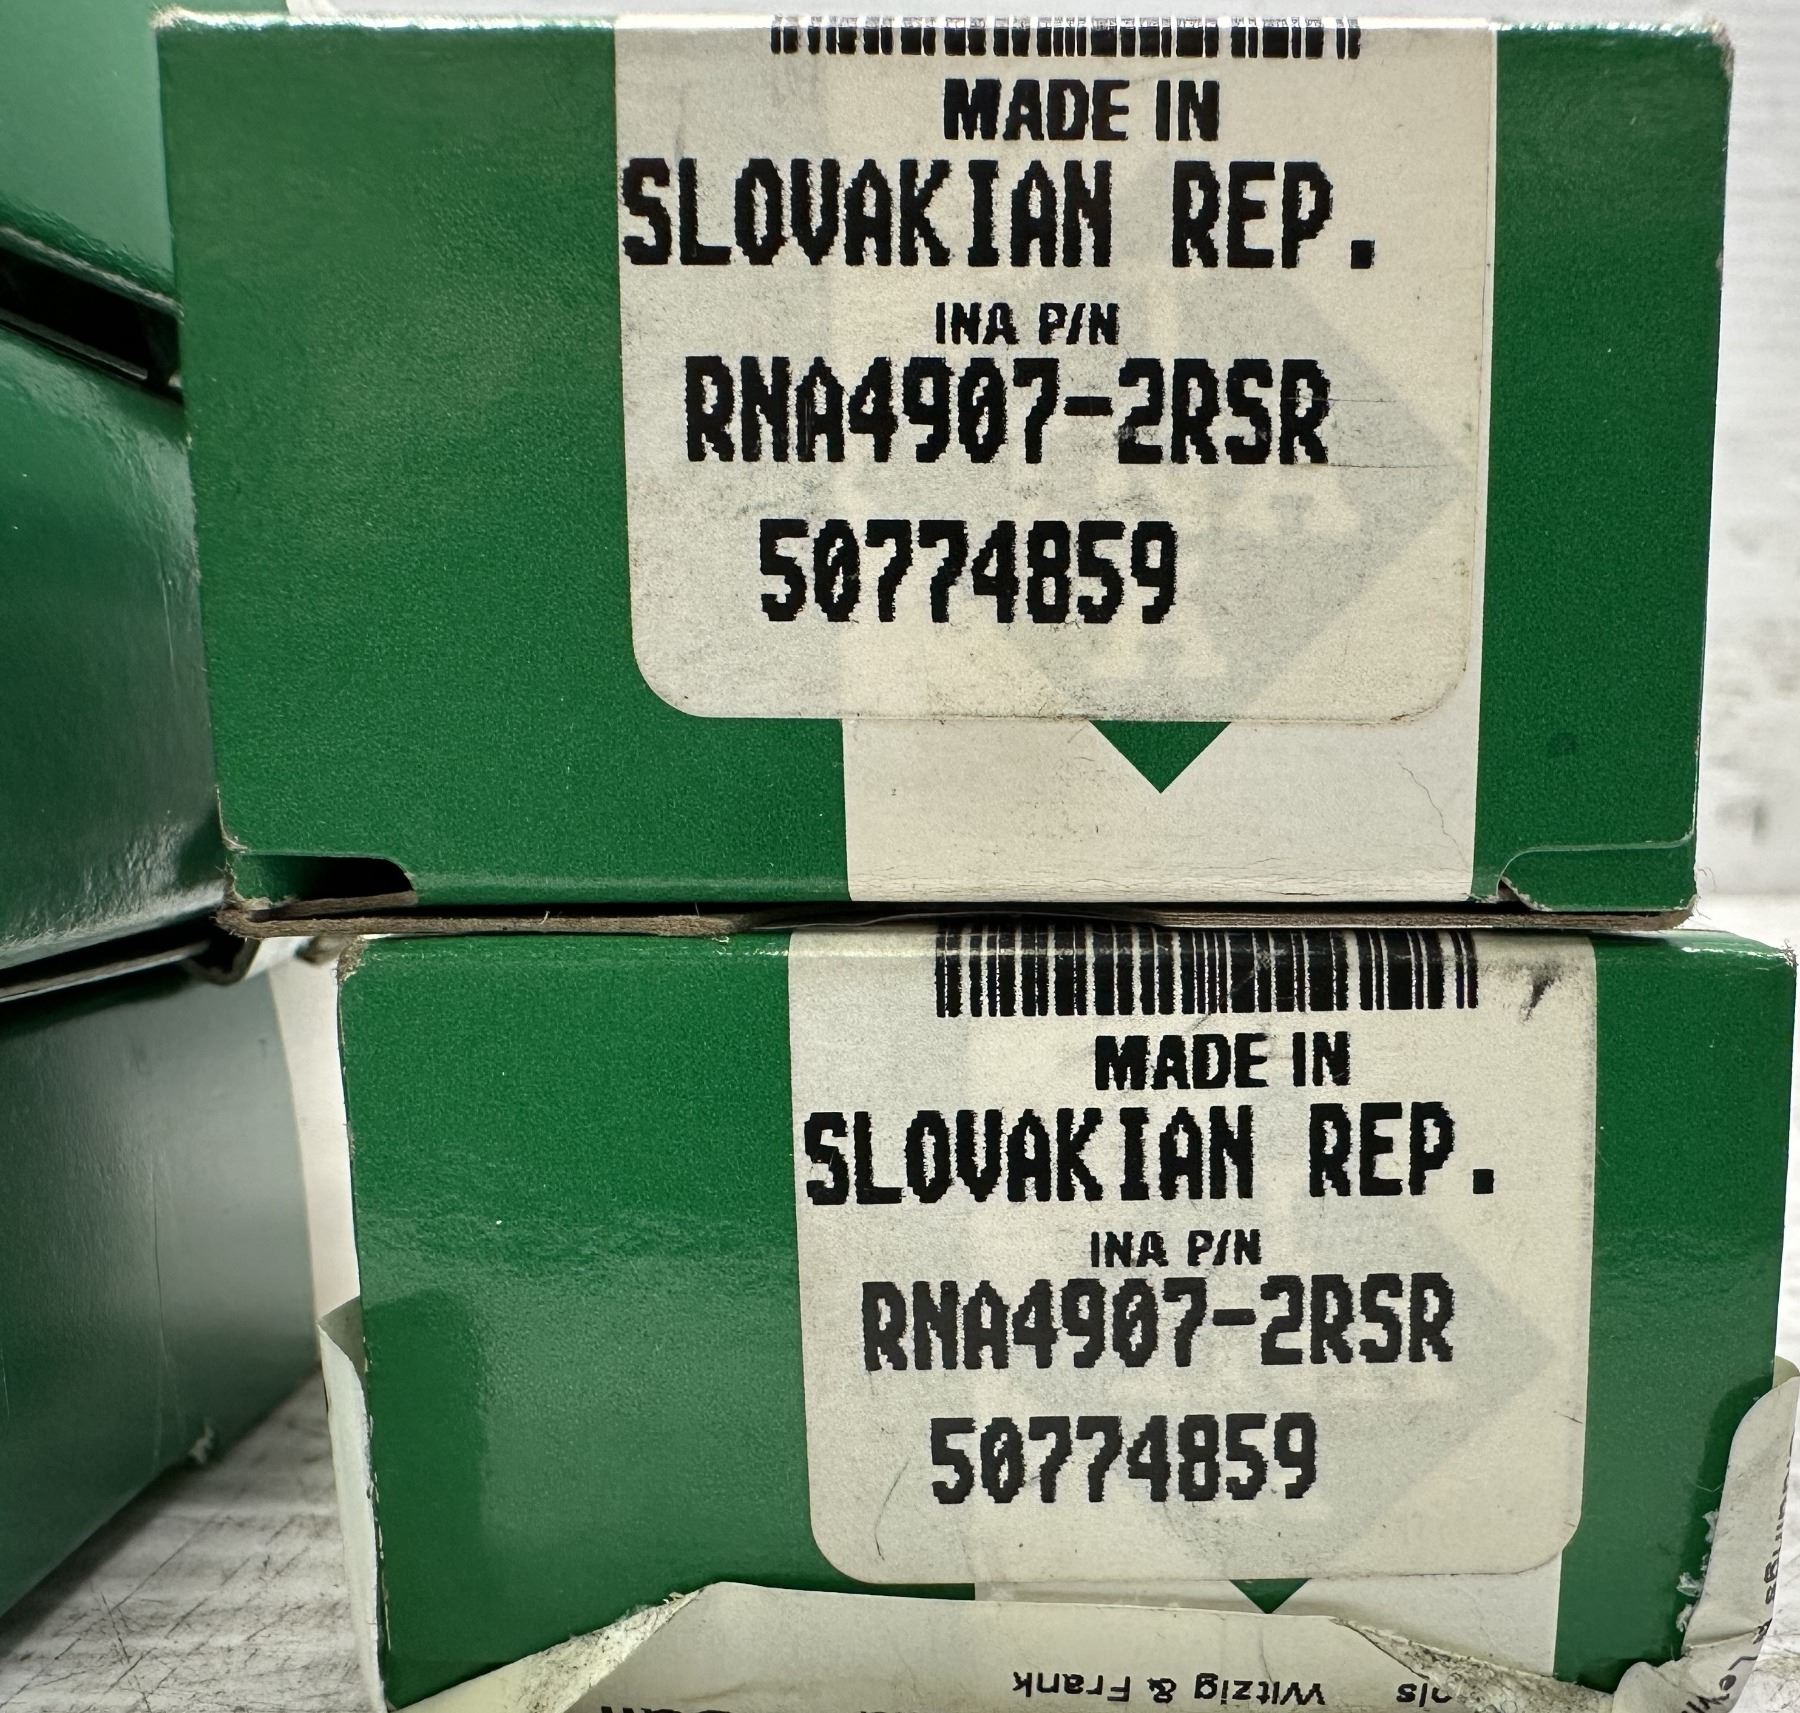 MADE IN
SLOVAKIAN REP.
INA P/N
RNA4907-2RSR
50774859
MADE IN
SLOVAKIAN REP.
INA P/N
RNA4907-2RSR
50774859
Witzig & Frank